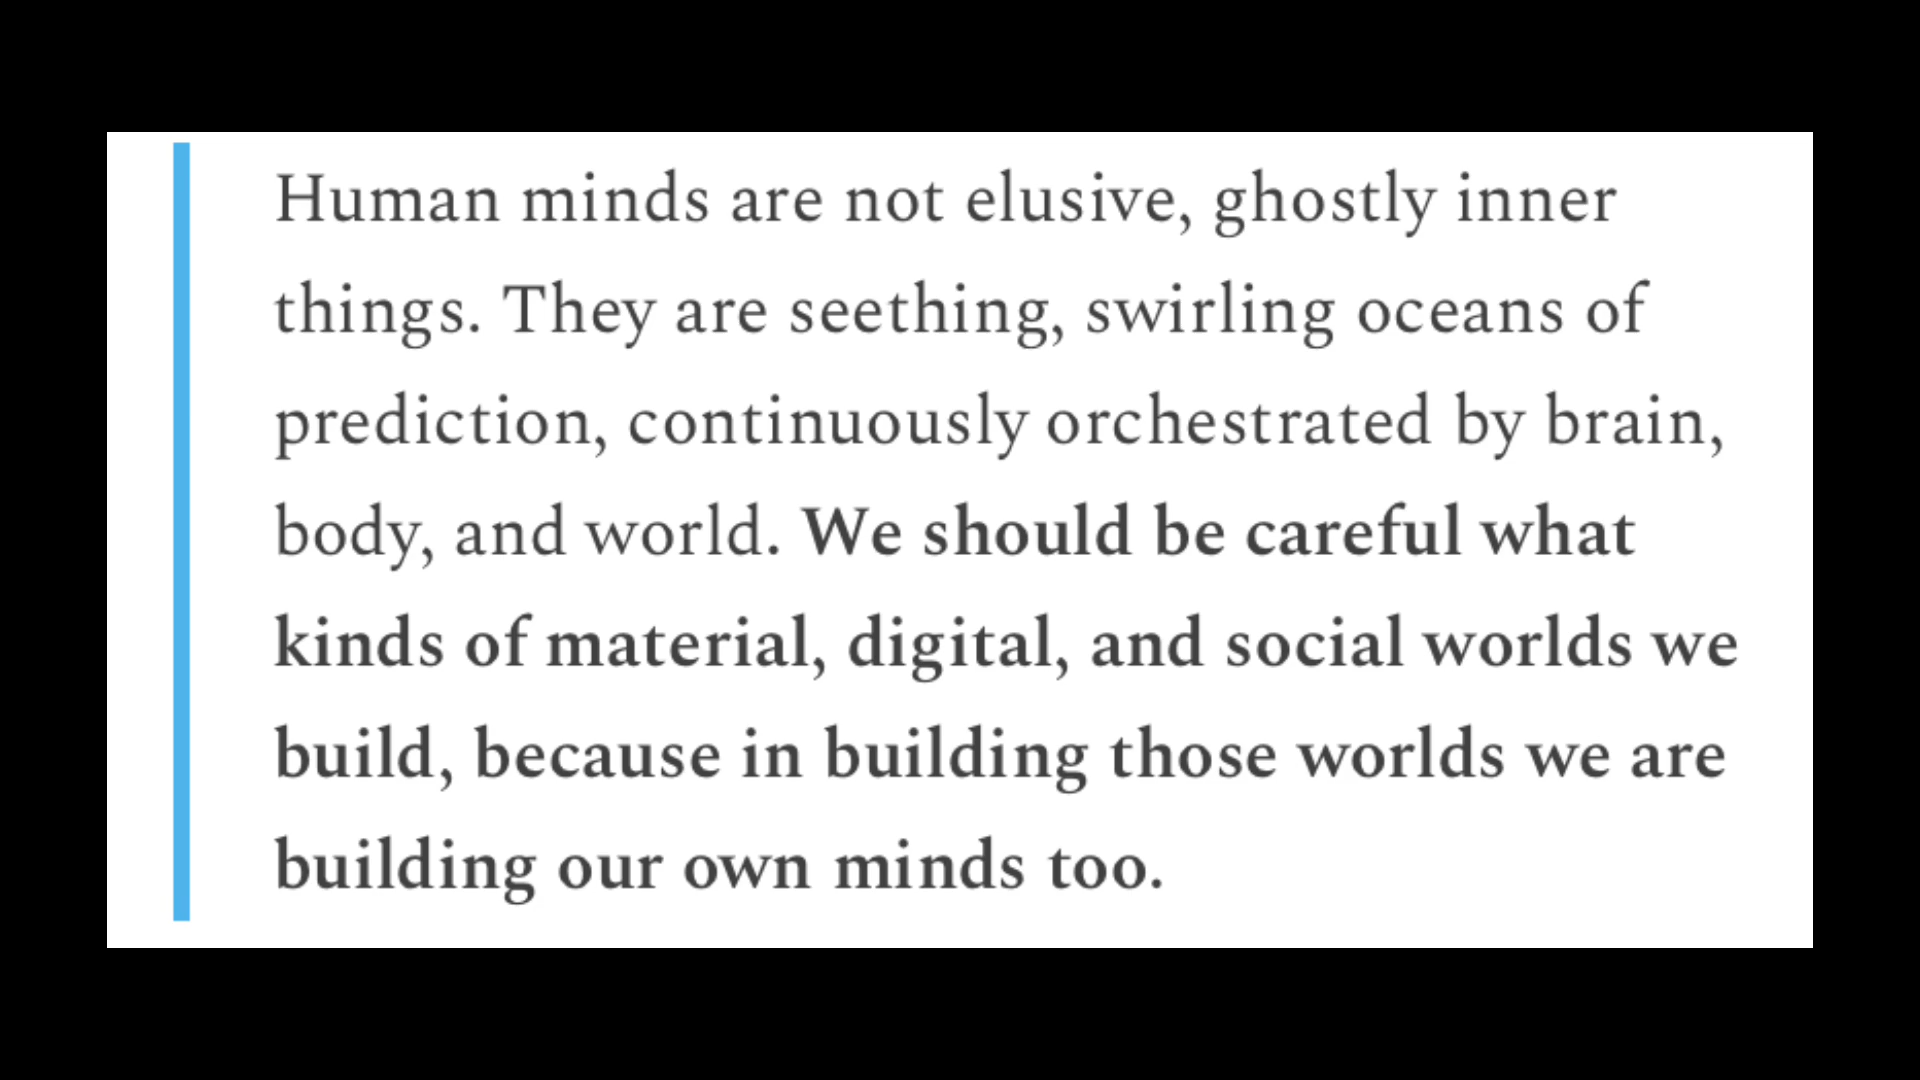 Human minds are not elusive, ghostly inner
things. They are seething, swirling oceans of
prediction, continuously orchestrated by brain,
body, and world. We should be careful what
kinds of material, digital, and social worlds we
build, because in building those worlds we are
building our own minds too.